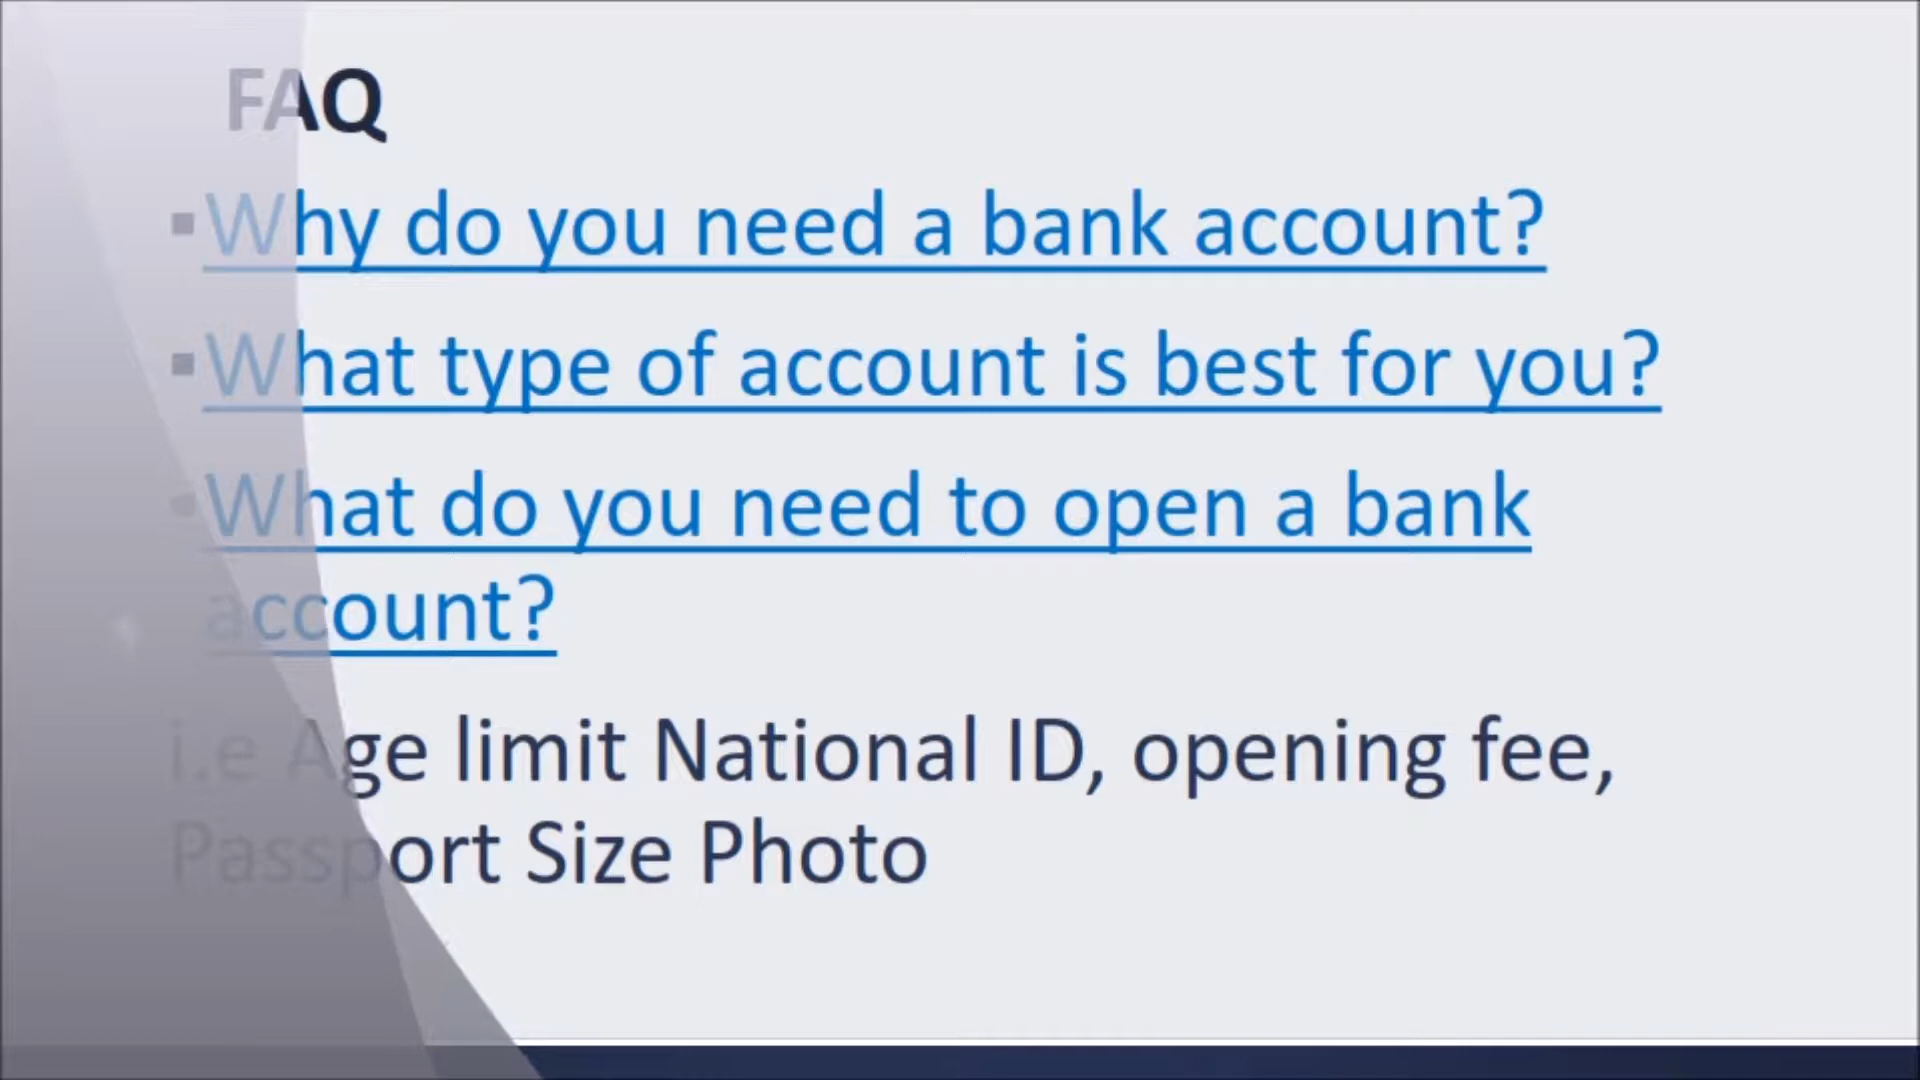 FAQ
▪Why do you need a bank account?
▪What type of account is best for you?
•What do you need to open a bank
account?
i.e Age limit National ID, opening fee,
Passport Size Photo